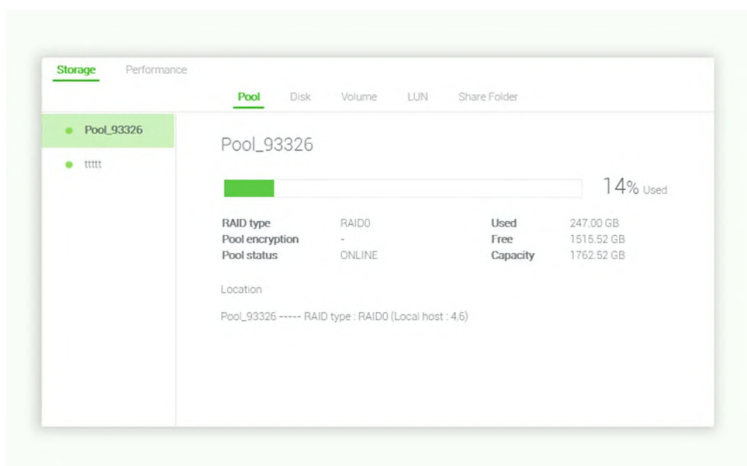 Storage Performance
Pool Disk Volume LUN Share Folder
Pool_93326
ttttt
Pool_93326
14% Used
RAID type RAID0 Used 247.00 GB
Pool encryption - Free 1515.52 GB
Pool status ONLINE Capacity 1762.52 GB
Location
Pool_93326 ----- RAID type : RAID0 (Local host : 4,6)